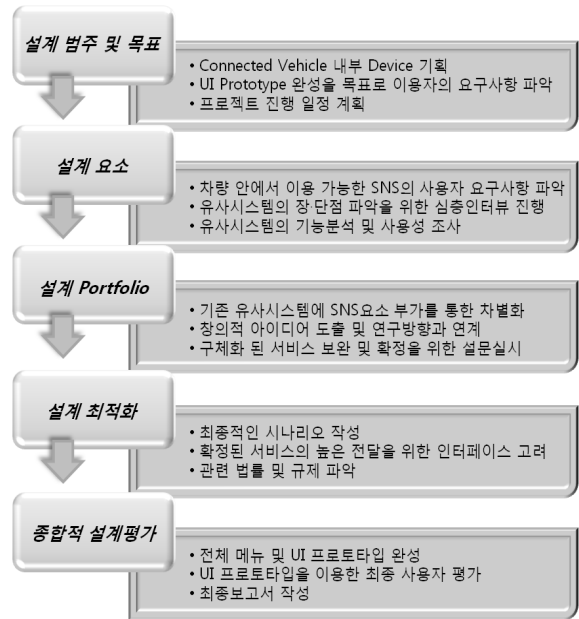 설계 범주 및 목표
• Connected Vehicle 내부 Device 기획
• UI Prototype 완성을 목표로 이용자의 요구사항 파악
• 프로젝트 진행 일정 계획
설계 요소
• 차량 안에서 이용 가능한 SNS의 사용자 요구사항 파악
• 유사시스템의 장·단점 파악을 위한 심층인터뷰 진행
• 유사시스템의 기능분석 및 사용성 조사
설계 Portfolio
• 기존 유사시스템에 SNS요소 부가를 통한 차별화
• 창의적 아이디어 도출 및 연구방향과 연계
• 구체화 된 서비스 보완 및 확정을 위한 설문실시
설계 최적화
• 최종적인 시나리오 작성
• 확정된 서비스의 높은 전달을 위한 인터페이스 고려
• 관련 법률 및 규제 파악
종합적 설계평가
• 전체 메뉴 및 UI 프로토타입 완성
• UI 프로토타입을 이용한 최종 사용자 평가
• 최종보고서 작성